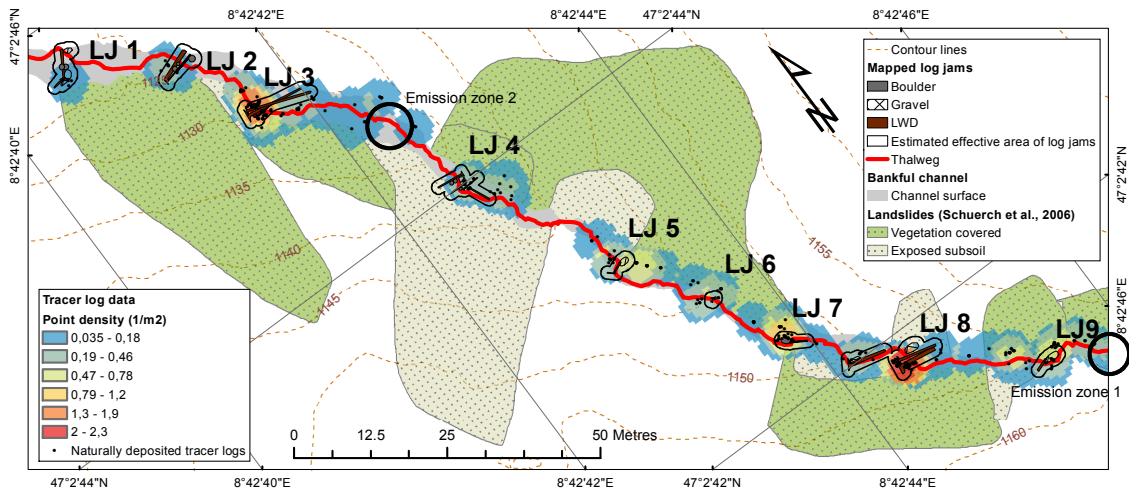 8°42'42"E
8°42'44"E
47°2'44"N
8°42'46"E
47°2'46"N
8°42'40"E
LJ 1
LJ 2
LJ 3
Emission zone 2
LJ 4
LJ 5
LJ 6
LJ 7
LJ 8
LJ9
Emission zone 1
1130
1135
1140
1145
1150
1155
1160
N
Contour lines
Mapped log jams
Boulder
Gravel
LWD
Estimated effective area of log jams
Thalweg
Bankful channel
Channel surface
Landslides (Schuerch et al., 2006)
Vegetation covered
Exposed subsoil
47°2'42"N
8°42'46"E
Tracer log data
Point density (1/m2)
0,035 - 0,18
0,19 - 0,46
0,47 - 0,78
0,79 - 1,2
1,3 - 1,9
2 - 2,3
Naturally deposited tracer logs
0 12.5 25 50 Metres
47°2'44"N
8°42'40"E
8°42'42"E
47°2'42"N
8°42'44"E